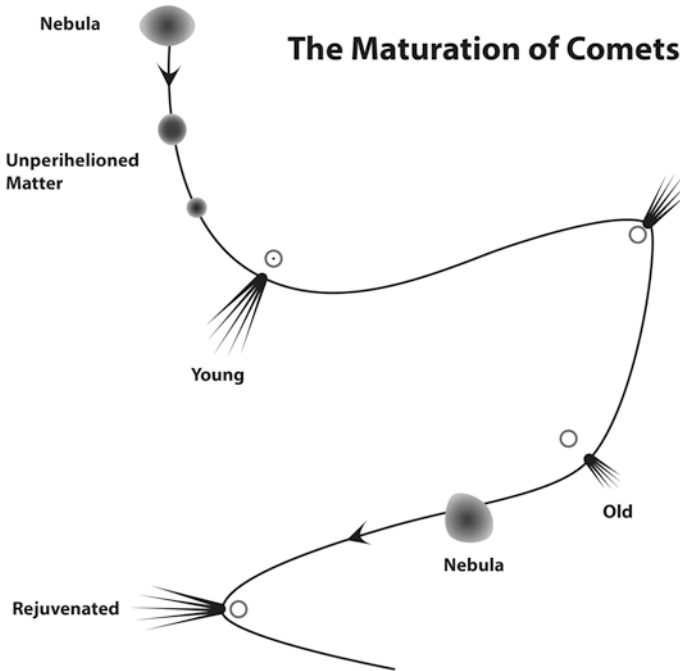 Nebula
The Maturation of Comets
Unperihelioned
Matter
Young
Old
Nebula
Rejuvenated